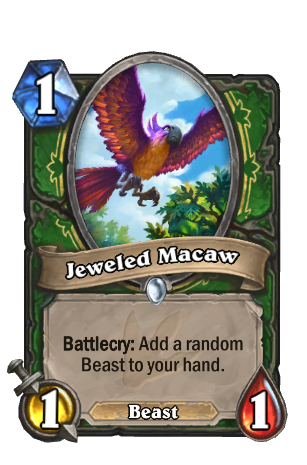 1
Jeweled Macaw
Battlecry: Add a random
Beast to your hand.
1
Beast
1